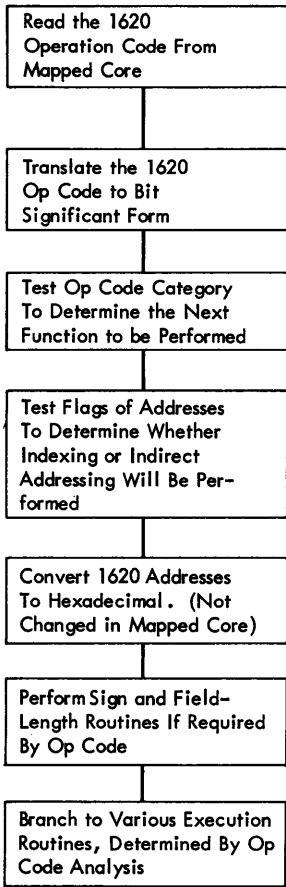 Read the 1620
Operation Code From
Mapped Core
Translate the 1620
Op Code to Bit
Significant Form
Test Op Code Category
To Determine the Next
Function to be Performed
Test Flags of Addresses
To Determine Whether
Indexing or Indirect
Addressing Will Be Per-
formed
Convert 1620 Addresses
To Hexadecimal. (Not
Changed in Mapped Core)
Perform Sign and Field-
Length Routines If Required
By Op Code
Branch to Various Execution
Routines, Determined By Op
Code Analysis